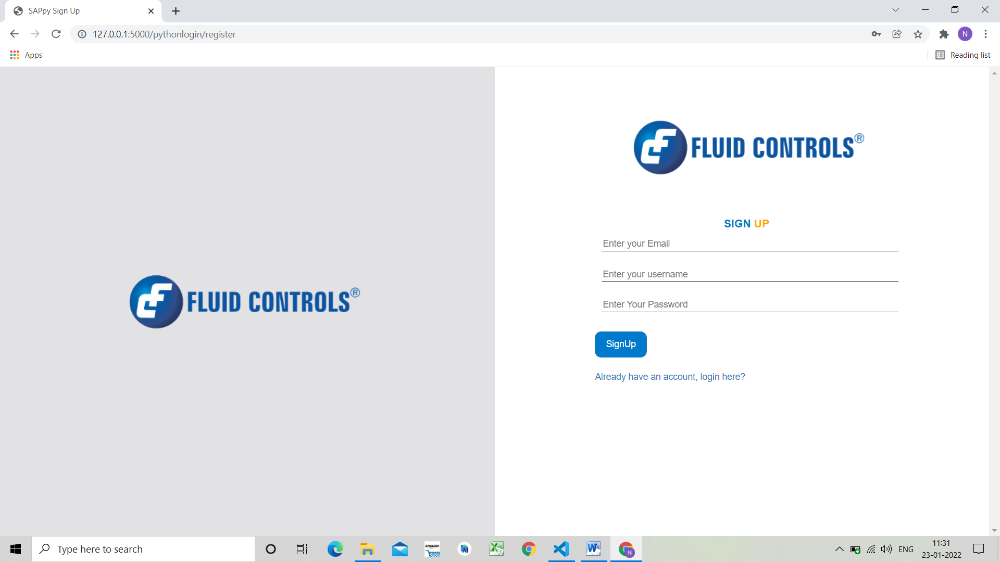 SAPpy Sign Up
127.0.0.1:5000/pythonlogin/register
N
Apps
Reading list
FLUID CONTROLS®
FLUID CONTROLS®
SIGN UP
Enter your Email
Enter your username
Enter Your Password
SignUp
Already have an account, login here?
Type here to search
amazon
N
ENG
11:31
23-01-2022